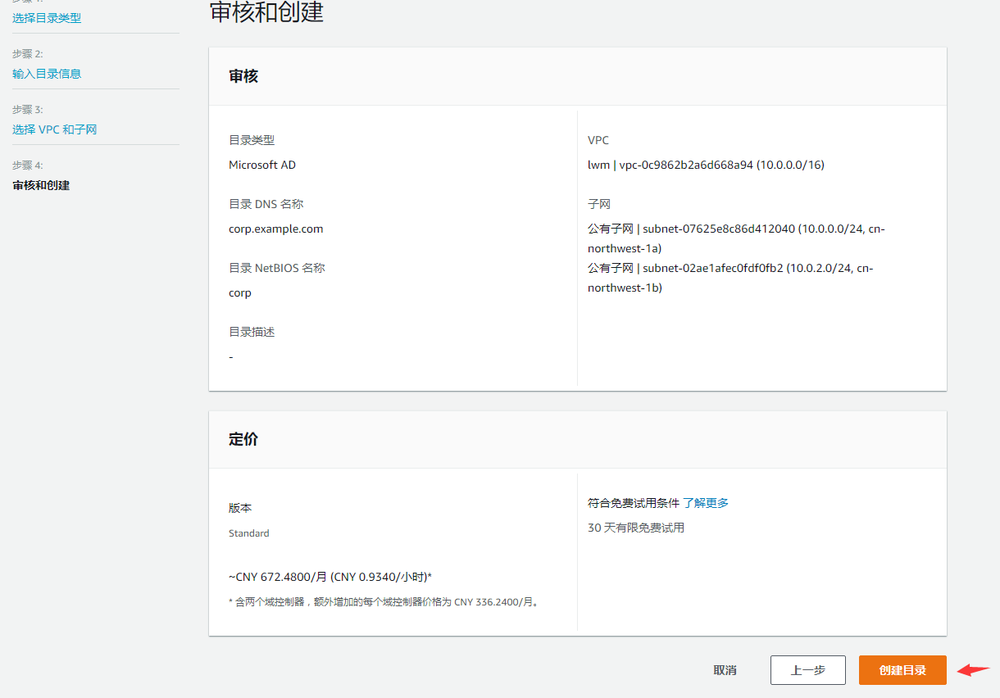 审核和创建
选择目录类型
步骤 2:
输入目录信息
步骤 3:
选择 VPC 和子网
步骤 4:
审核和创建
审核
目录类型
Microsoft AD
目录 DNS 名称
corp.example.com
目录 NetBIOS 名称
corp
目录描述
-
VPC
lwm | vpc-0c9862b2a6d668a94 (10.0.0.0/16)
子网
公有子网 | subnet-07625e8c86d412040 (10.0.0.0/24, cn-
northwest-1a)
公有子网 | subnet-02ae1afec0fdf0fb2 (10.0.2.0/24, cn-
northwest-1b)
定价
版本
Standard
~CNY 672.4800/月 (CNY 0.9340/小时)*
* 含两个域控制器，额外增加的每个域控制器价格为 CNY 336.2400/月。
符合免费试用条件 了解更多
30 天有限免费试用
取消
上一步
创建目录